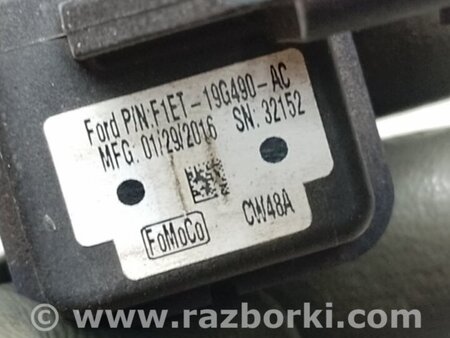 Ford P/N:F1ET-19G490-AC
MFG: 01/29/2016 SN: 32152
FoMoCo CW48A
www.razborki.com